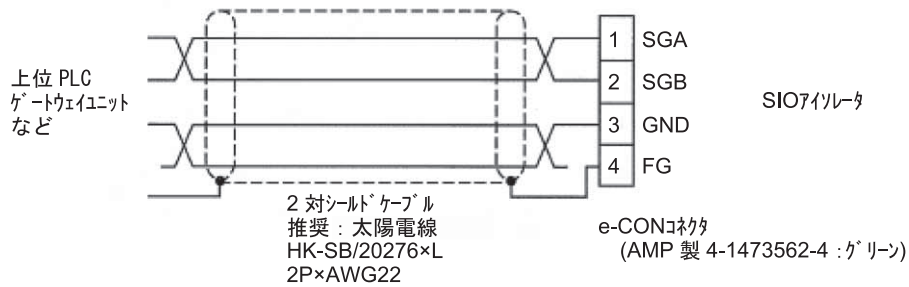 上位 PLC
ｹﾞｰﾄｳｪｲﾕﾆｯﾄ
など
1 SGA
2 SGB
3 GND
4 FG
SIOｱｲｿﾚｰﾀ
2 対ｼｰﾙﾄﾞｹｰﾌﾞﾙ
推奨：太陽電線
HK-SB/20276×L
2P×AWG22
e-CONｺﾈｸﾀ
(AMP 製 4-1473562-4：ｸﾞﾘｰﾝ)